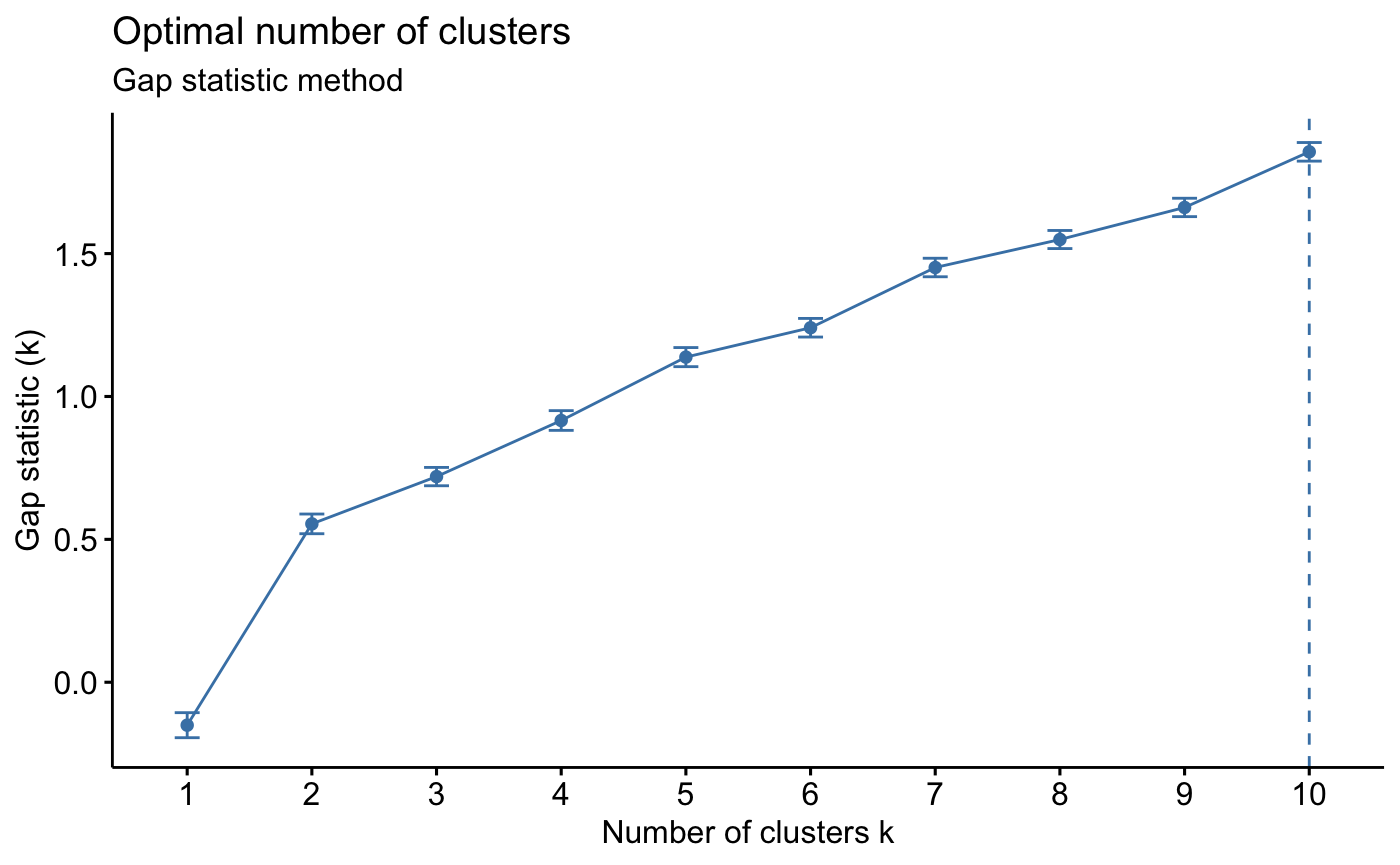 Optimal number of clusters
Gap statistic method
Gap statistic (k)
1.5
1.0
0.5
0.0
1 2 3 4 5 6 7 8 9 10
Number of clusters k